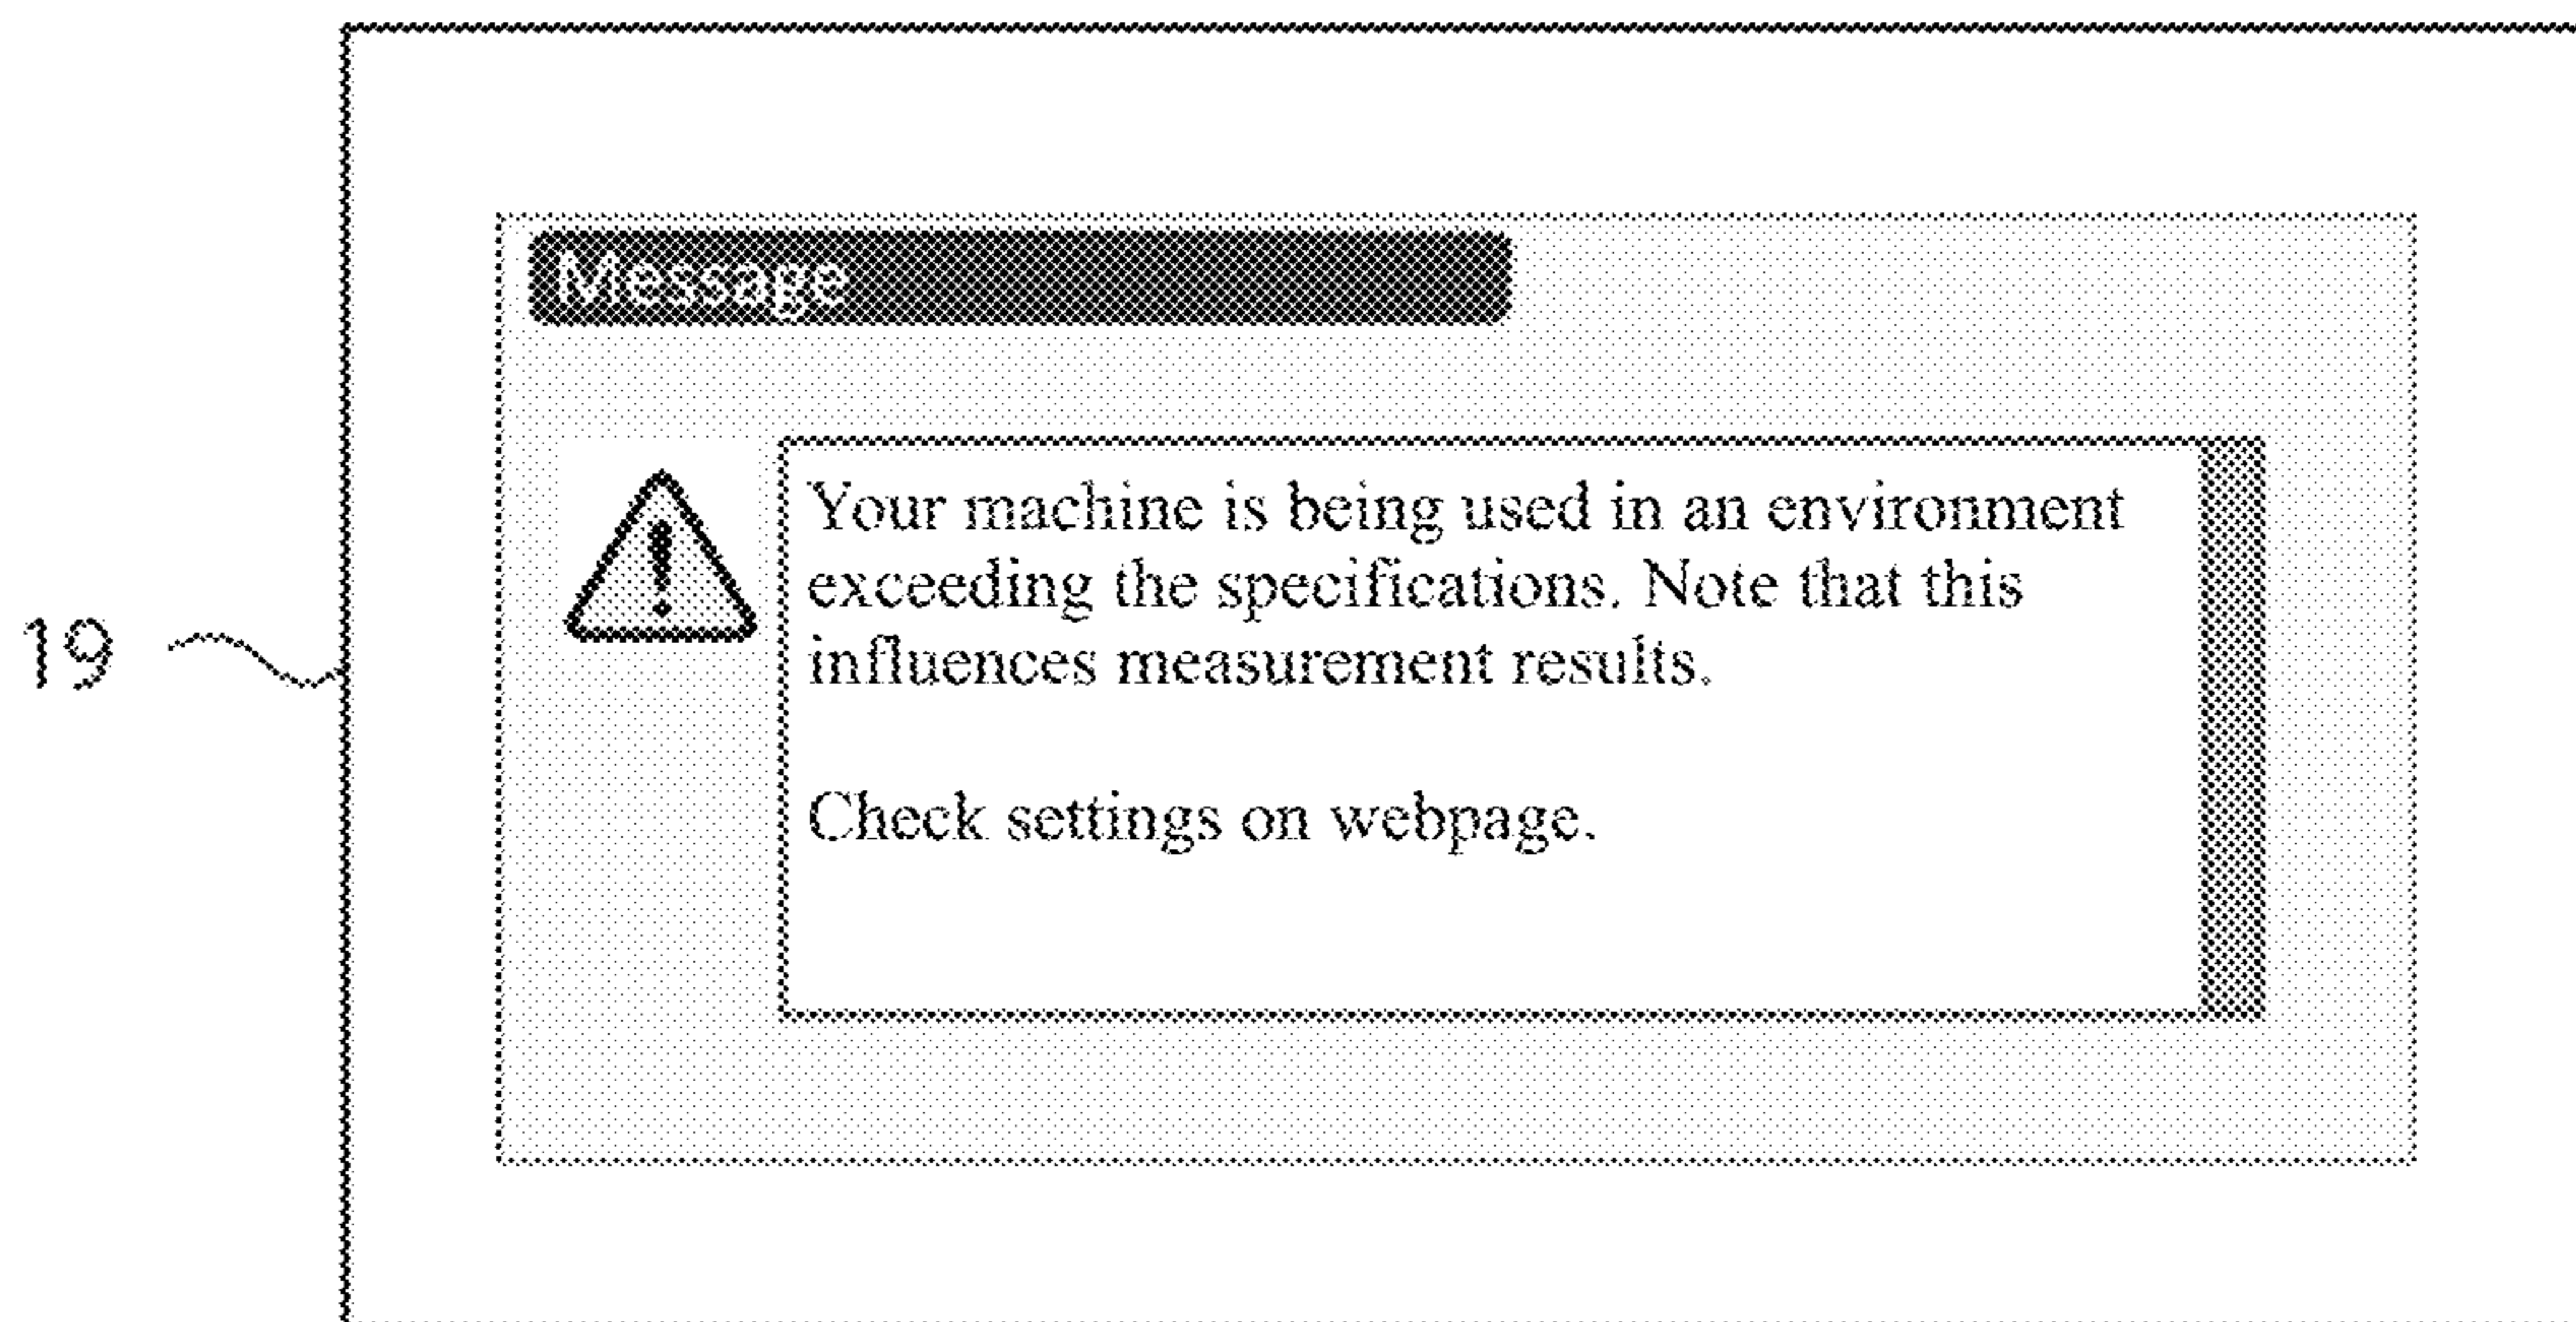 Message
Your machine is being used in an environment
exceeding the specifications. Note that this
influences measurement results.
Check settings on webpage.
19